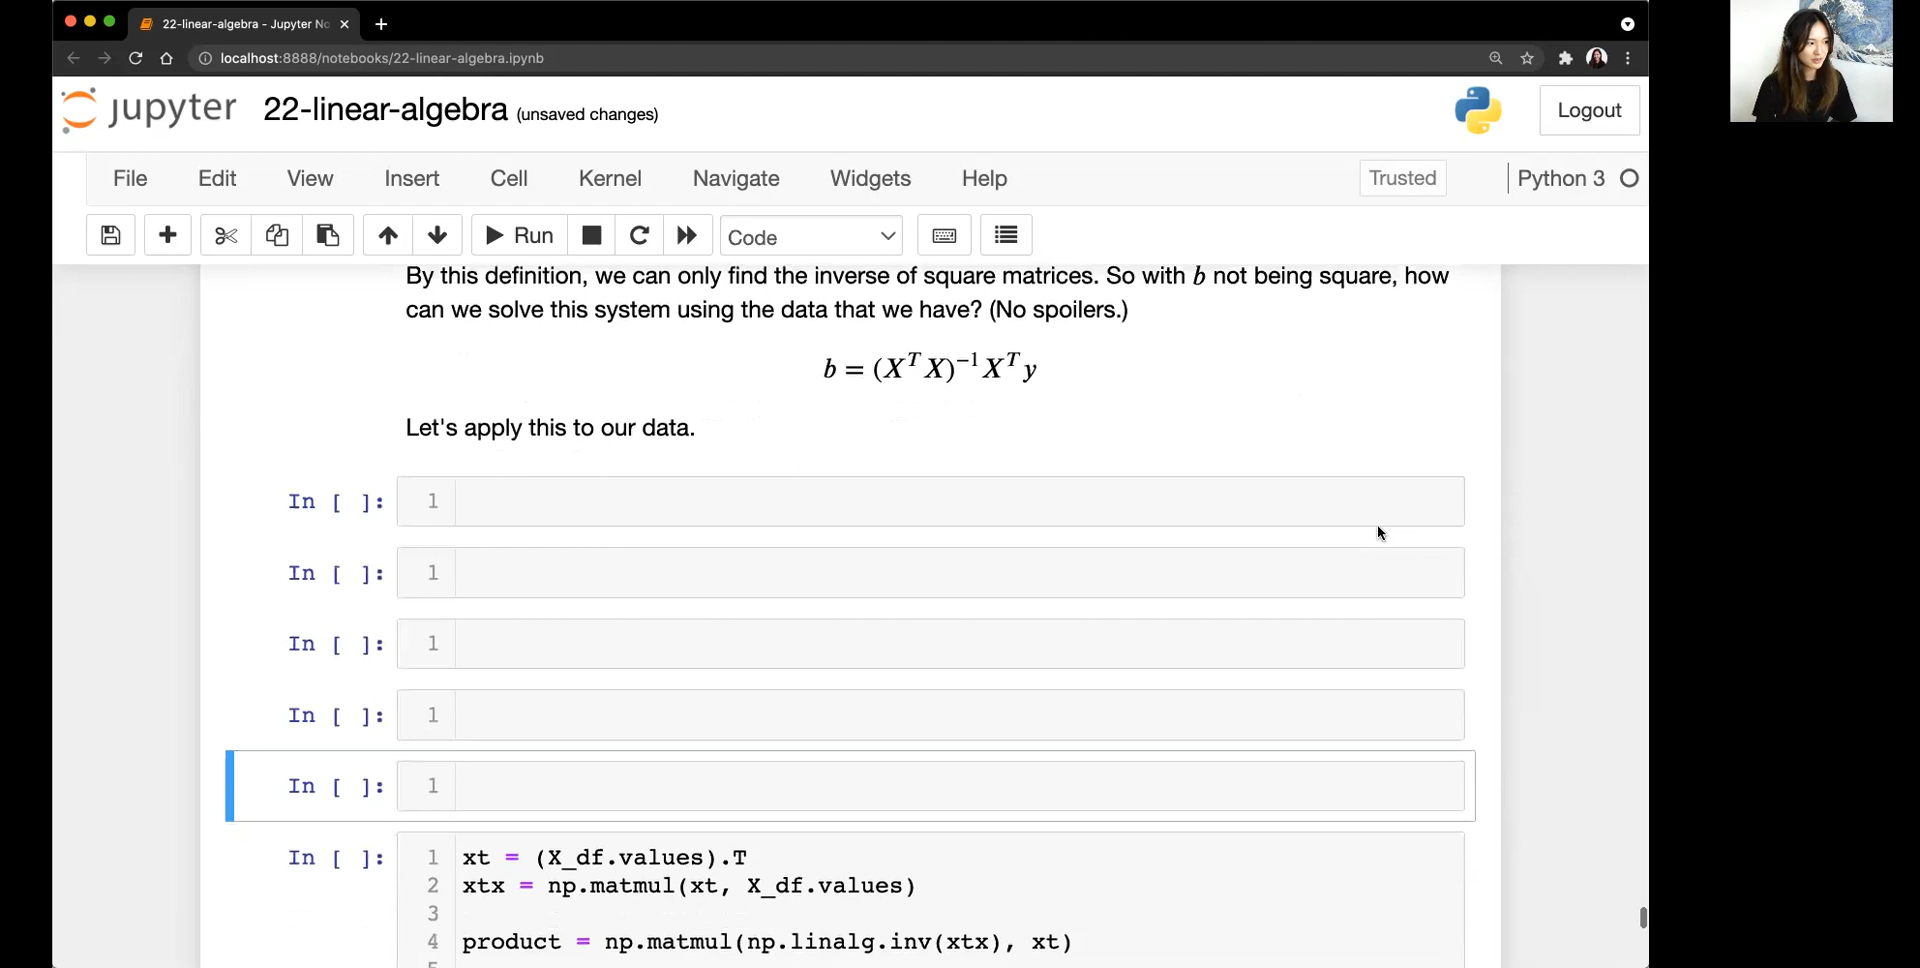 22-linear-algebra - Jupyter No
localhost:8888/notebooks/22-linear-algebra.ipynb
jupyter 22-linear-algebra (unsaved changes)
Logout
File Edit View Insert Cell Kernel Navigate Widgets Help
Trusted
Python 3
Run
Code
By this definition, we can only find the inverse of square matrices. So with b not being square, how
can we solve this system using the data that we have? (No spoilers.)
b = (XᵀX)⁻¹Xᵀy
Let's apply this to our data.
In [ ]: 1
In [ ]: 1
In [ ]: 1
In [ ]: 1
In [ ]: 1
In [ ]: 1 xt = (X_df.values).T
2 xtx = np.matmul(xt, X_df.values)
3
4 product = np.matmul(np.linalg.inv(xtx), xt)